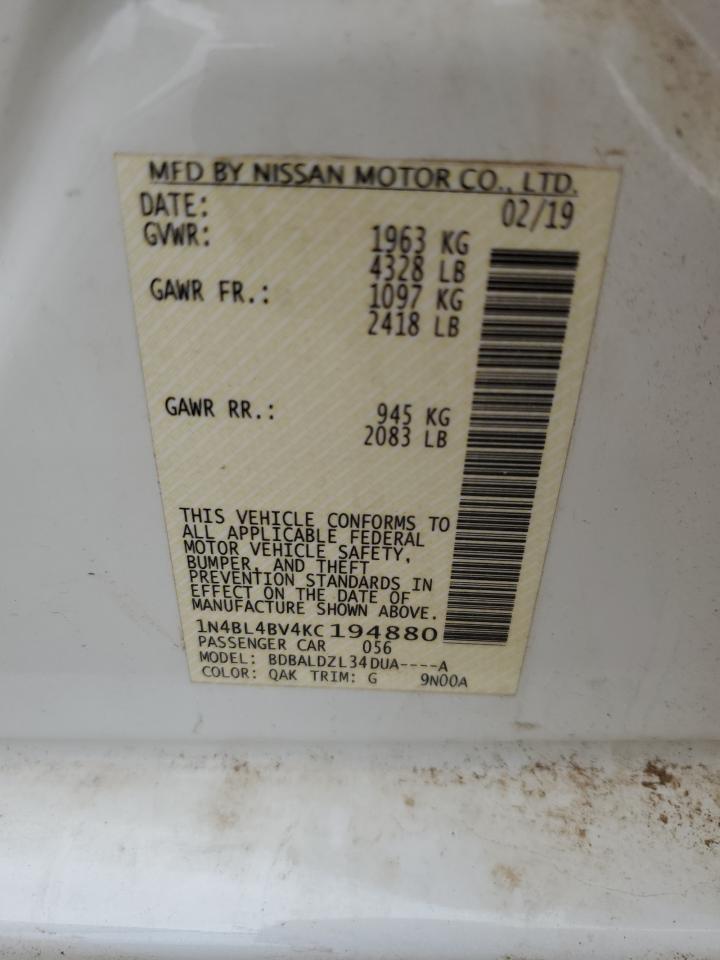 MFD BY NISSAN MOTOR CO., LTD.
DATE: 02/19
GVWR: 1963 KG
4328 LB
GAWR FR.: 1097 KG
2418 LB
GAWR RR.: 945 KG
2083 LB
THIS VEHICLE CONFORMS TO
ALL APPLICABLE FEDERAL
MOTOR VEHICLE SAFETY,
BUMPER, AND THEFT
PREVENTION STANDARDS IN
EFFECT ON THE DATE OF
MANUFACTURE SHOWN ABOVE.
1N4BL4BV4KC194880
PASSENGER CAR 056
MODEL: BDBALDZL34DUA----A
COLOR: QAK TRIM: G 9N00A